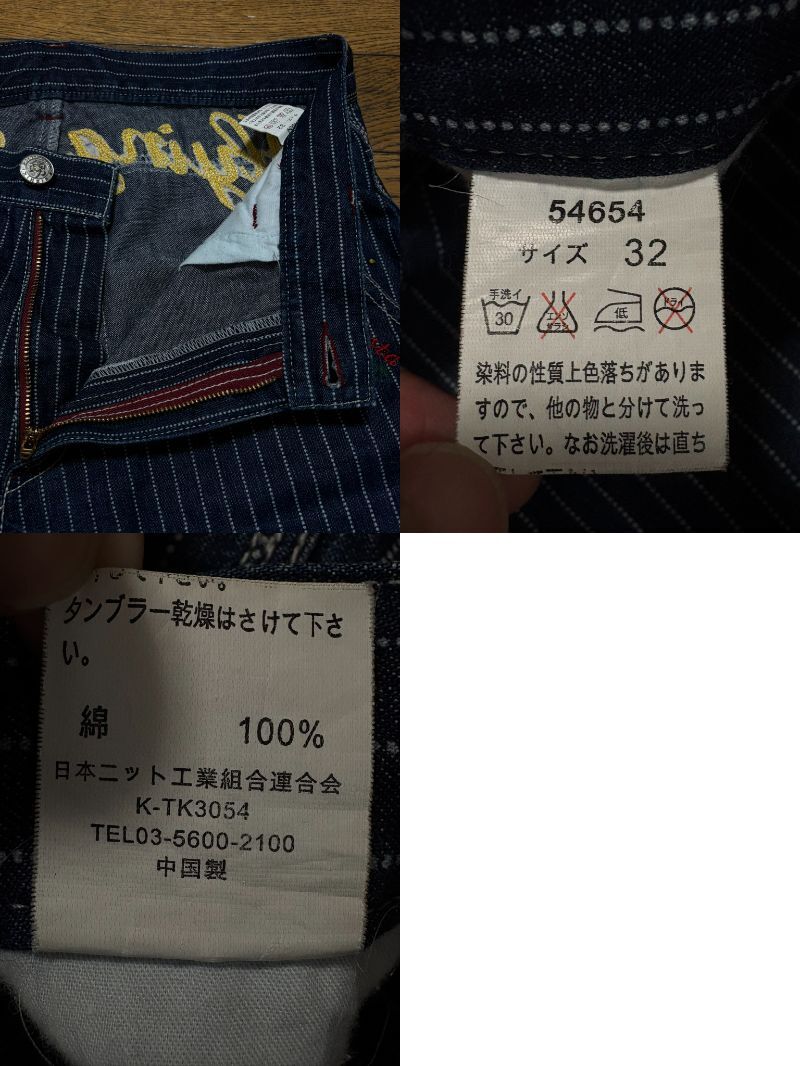 54654
サイズ 32
手洗イ
30
エンソ
サラシ
低
ドライ
染料の性質上色落ちがありま
すので、他の物と分けて洗っ
て下さい。なお洗濯後は直ち
タンブラー乾燥はさけて下さ
い。
綿 100%
日本ニット工業組合連合会
K-TK3054
TEL03-5600-2100
中国製